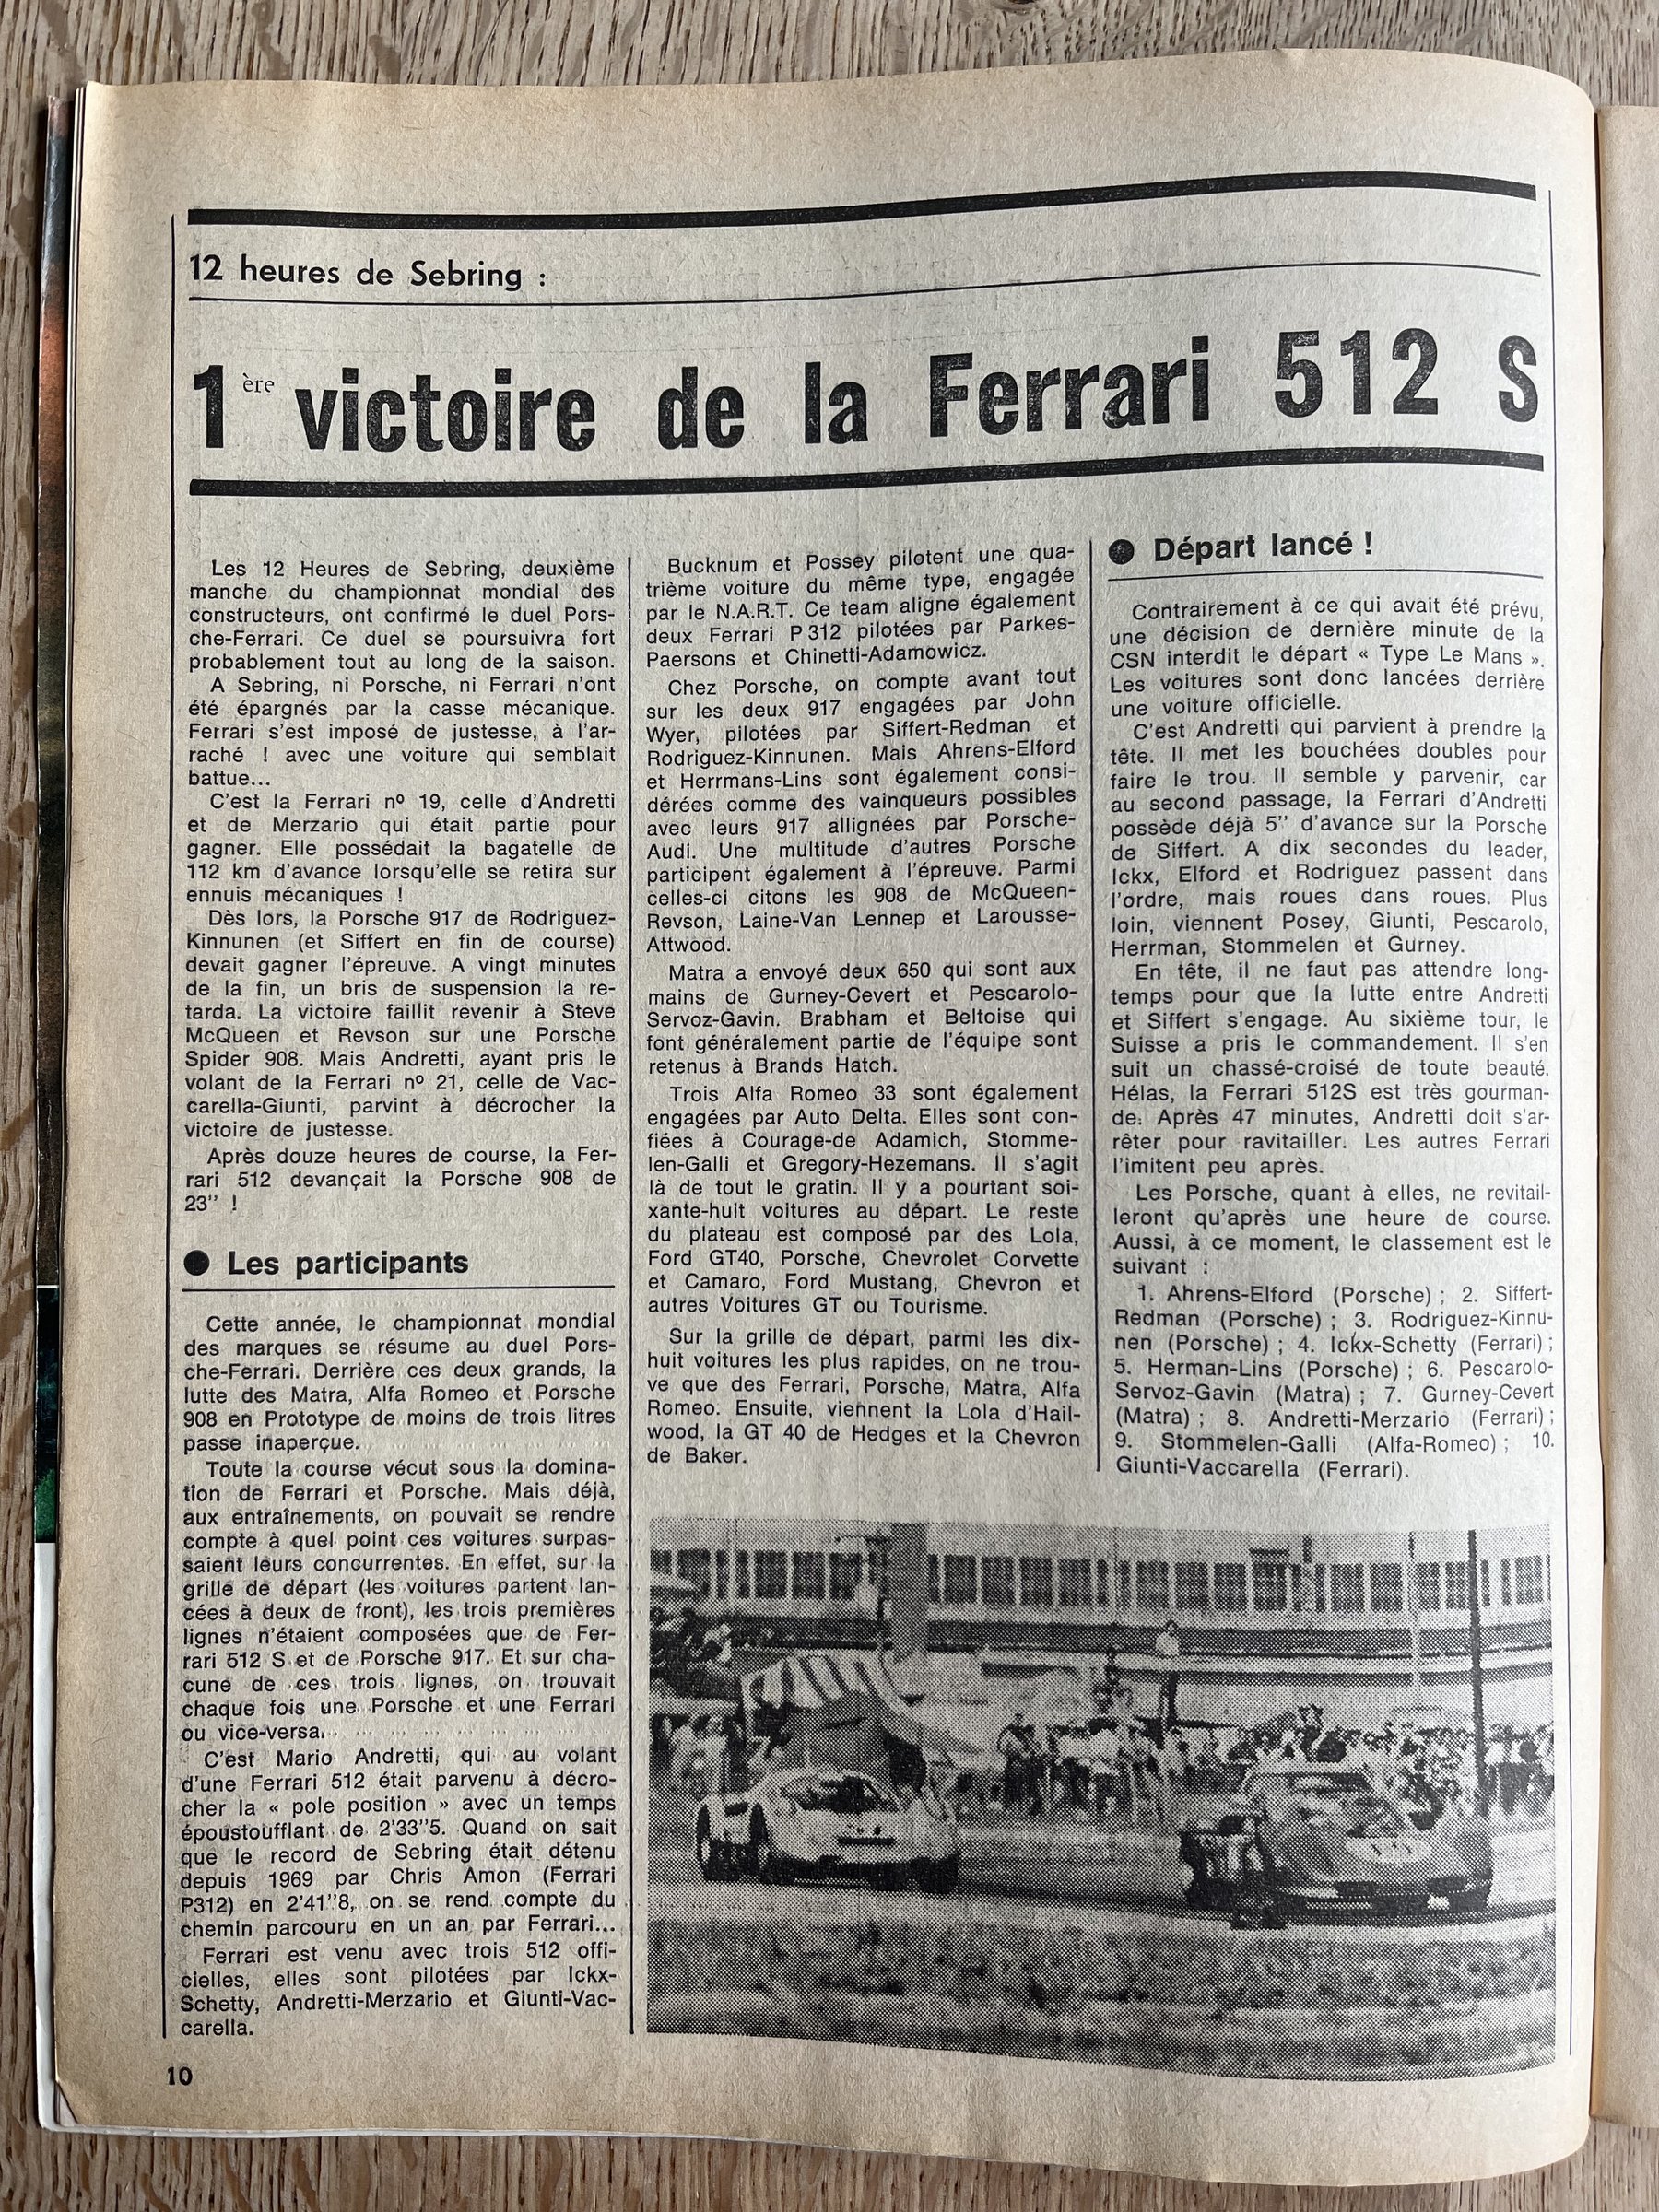 12 heures de Sebring :
1ère victoire de la Ferrari 512 S
Les 12 Heures de Sebring, deuxième
manche du championnat mondial des
constructeurs, ont confirmé le duel Pors-
che-Ferrari. Ce duel se poursuivra fort
probablement tout au long de la saison.
A Sebring, ni Porsche, ni Ferrari n'ont
été épargnés par la casse mécanique.
Ferrari s'est imposé de justesse, à l'ar-
raché ! avec une voiture qui semblait
battue...
C'est la Ferrari nº 19, celle d'Andretti
et de Merzario qui était partie pour
gagner. Elle possédait la bagatelle de
112 km d'avance lorsqu'elle se retira sur
ennuis mécaniques !
Dès lors, la Porsche 917 de Rodriguez-
Kinnunen (et Siffert en fin de course)
devait gagner l'épreuve. A vingt minutes
de la fin, un bris de suspension la re-
tarda. La victoire faillit revenir à Steve
McQueen et Revson sur une Porsche
Spider 908. Mais Andretti, ayant pris le
volant de la Ferrari nº 21, celle de Vac-
carella-Giunti, parvint à décrocher la
victoire de justesse.
Après douze heures de course, la Fer-
rari 512 devançait la Porsche 908 de
23'' !
● Les participants
Cette année, le championnat mondial
des marques se résume au duel Pors-
che-Ferrari. Derrière ces deux grands, la
lutte des Matra, Alfa Romeo et Porsche
908 en Prototype de moins de trois litres
passe inaperçue.
Toute la course vécut sous la domina-
tion de Ferrari et Porsche. Mais déjà,
aux entraînements, on pouvait se rendre
compte à quel point ces voitures surpas-
saient leurs concurrentes. En effet, sur la
grille de départ (les voitures partent lan-
cées à deux de front), les trois premières
lignes n'étaient composées que de Fer-
rari 512 S et de Porsche 917. Et sur cha-
cune de ces trois lignes, on trouvait
chaque fois une Porsche et une Ferrari
ou vice-versa.
C'est Mario Andretti, qui au volant
d'une Ferrari 512 était parvenu à décro-
cher la « pole position » avec un temps
époustoufflant de 2'33''5. Quand on sait
que le record de Sebring était détenu
depuis 1969 par Chris Amon (Ferrari
P312) en 2'41''8, on se rend compte du
chemin parcouru en un an par Ferrari...
Ferrari est venu avec trois 512 offi-
cielles, elles sont pilotées par Ickx-
Schetty, Andretti-Merzario et Giunti-Vac-
carella.
Bucknum et Possey pilotent une qua-
trième voiture du même type, engagée
par le N.A.R.T. Ce team aligne également
deux Ferrari P 312 pilotées par Parkes-
Paersons et Chinetti-Adamowicz.
Chez Porsche, on compte avant tout
sur les deux 917 engagées par John
Wyer, pilotées par Siffert-Redman et
Rodriguez-Kinnunen. Mais Ahrens-Elford
et Herrmans-Lins sont également consi-
dérées comme des vainqueurs possibles
avec leurs 917 allignées par Porsche-
Audi. Une multitude d'autres Porsche
participent également à l'épreuve. Parmi
celles-ci citons les 908 de McQueen-
Revson, Laine-Van Lennep et Larousse-
Attwood.
Matra a envoyé deux 650 qui sont aux
mains de Gurney-Cevert et Pescarolo-
Servoz-Gavin. Brabham et Beltoise qui
font généralement partie de l'équipe sont
retenus à Brands Hatch.
Trois Alfa Romeo 33 sont également
engagées par Auto Delta. Elles sont con-
fiées à Courage-de Adamich, Stomme-
len-Galli et Gregory-Hezemans. Il s'agit
là de tout le gratin. Il y a pourtant soi-
xante-huit voitures au départ. Le reste
du plateau est composé par des Lola,
Ford GT40, Porsche, Chevrolet Corvette
et Camaro, Ford Mustang, Chevron et
autres Voitures GT ou Tourisme.
Sur la grille de départ, parmi les dix-
huit voitures les plus rapides, on ne trou-
ve que des Ferrari, Porsche, Matra, Alfa
Romeo. Ensuite, viennent la Lola d'Hail-
wood, la GT 40 de Hedges et la Chevron
de Baker.
● Départ lancé !
Contrairement à ce qui avait été prévu,
une décision de dernière minute de la
CSN interdit le départ « Type Le Mans ».
Les voitures sont donc lancées derrière
une voiture officielle.
C'est Andretti qui parvient à prendre la
tête. Il met les bouchées doubles pour
faire le trou. Il semble y parvenir, car
au second passage, la Ferrari d'Andretti
possède déjà 5'' d'avance sur la Porsche
de Siffert. A dix secondes du leader,
Ickx, Elford et Rodriguez passent dans
l'ordre, mais roues dans roues. Plus
loin, viennent Posey, Giunti, Pescarolo,
Herrman, Stommelen et Gurney.
En tête, il ne faut pas attendre long-
temps pour que la lutte entre Andretti
et Siffert s'engage. Au sixième tour, le
Suisse a pris le commandement. Il s'en
suit un chassé-croisé de toute beauté.
Hélas, la Ferrari 512S est très gourman-
de. Après 47 minutes, Andretti doit s'ar-
rêter pour ravitailler. Les autres Ferrari
l'imitent peu après.
Les Porsche, quant à elles, ne revitail-
leront qu'après une heure de course.
Aussi, à ce moment, le classement est le
suivant :
1. Ahrens-Elford (Porsche) ; 2. Siffert-
Redman (Porsche) ; 3. Rodriguez-Kinnu-
nen (Porsche) ; 4. Ickx-Schetty (Ferrari) ;
5. Herman-Lins (Porsche) ; 6. Pescarolo-
Servoz-Gavin (Matra) ; 7. Gurney-Cevert
(Matra) ; 8. Andretti-Merzario (Ferrari) ;
9. Stommelen-Galli (Alfa-Romeo) ; 10.
Giunti-Vaccarella (Ferrari).
10